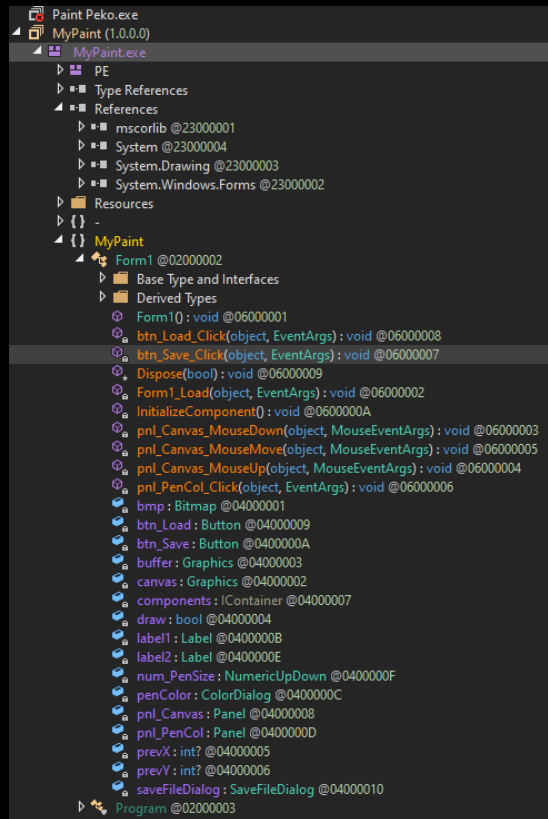 Paint Peko.exe
MyPaint (1.0.0.0)
MyPaint.exe
PE
Type References
References
mscorlib @23000001
System @23000004
System.Drawing @23000003
System.Windows.Forms @23000002
Resources
{ } -
{ } MyPaint
Form1 @02000002
Base Type and Interfaces
Derived Types
Form1() : void @06000001
btn_Load_Click(object, EventArgs) : void @06000008
btn_Save_Click(object, EventArgs) : void @06000007
Dispose(bool) : void @06000009
Form1_Load(object, EventArgs) : void @06000002
InitializeComponent() : void @0600000A
pnl_Canvas_MouseDown(object, MouseEventArgs) : void @06000003
pnl_Canvas_MouseMove(object, MouseEventArgs) : void @06000005
pnl_Canvas_MouseUp(object, MouseEventArgs) : void @06000004
pnl_PenCol_Click(object, EventArgs) : void @06000006
bmp : Bitmap @04000001
btn_Load : Button @04000009
btn_Save : Button @0400000A
buffer : Graphics @04000003
canvas : Graphics @04000002
components : IContainer @04000007
draw : bool @04000004
label1 : Label @0400000B
label2 : Label @0400000E
num_PenSize : NumericUpDown @0400000F
penColor : ColorDialog @0400000C
pnl_Canvas : Panel @04000008
pnl_PenCol : Panel @0400000D
prevX : int? @04000005
prevY : int? @04000006
saveFileDialog : SaveFileDialog @04000010
Program @02000003